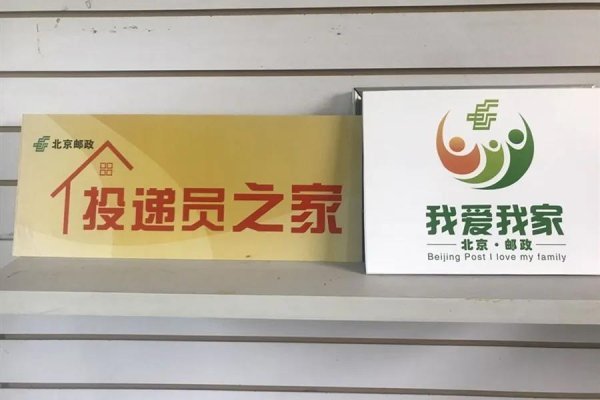 北京邮政
投递员之家
我爱我家
北京·邮政
Beijing Post I love my family